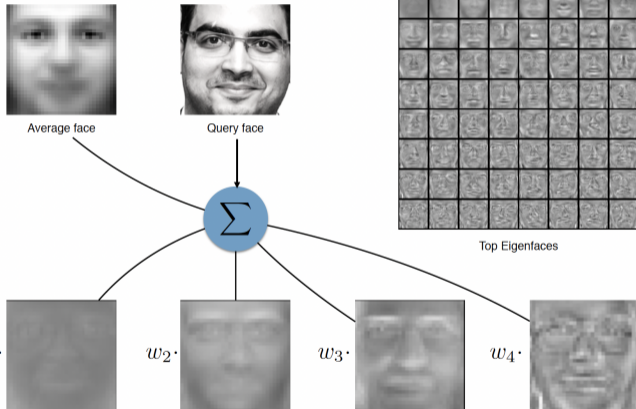 Average face
Query face
Top Eigenfaces
∑
w₂·
w₃·
w₄·